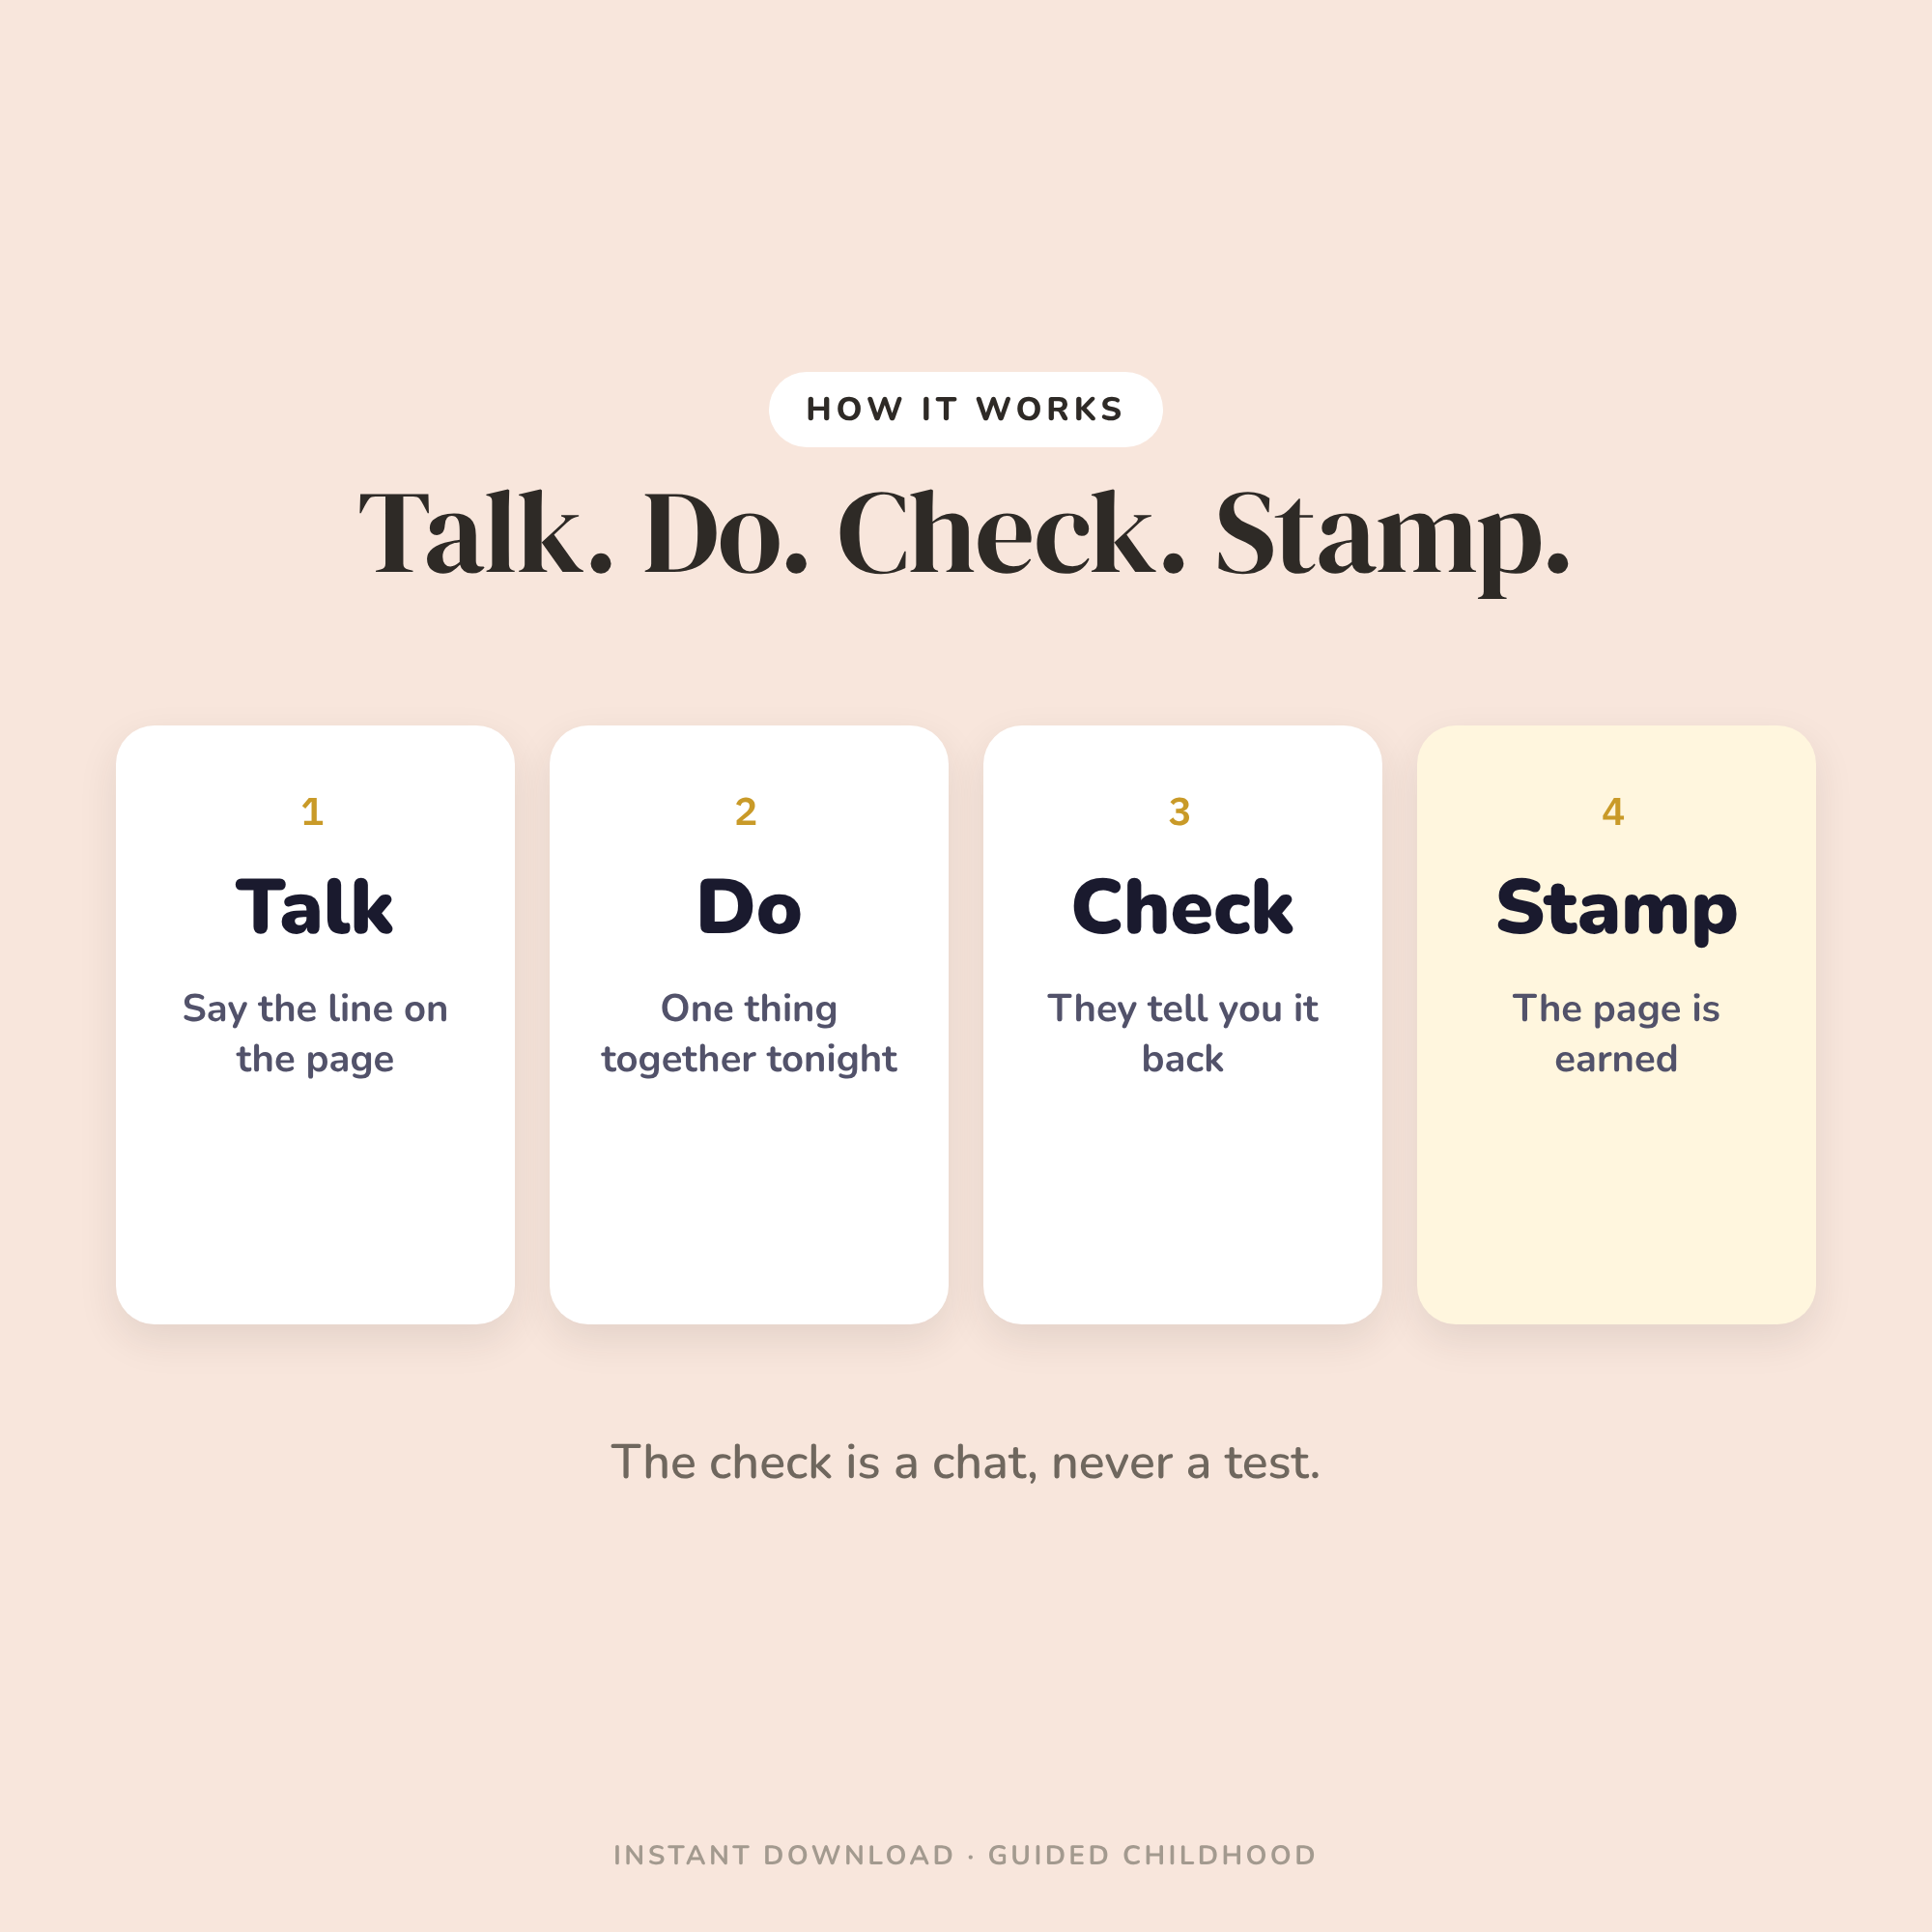 HOW IT WORKS
Talk. Do. Check. Stamp.
1
Talk
Say the line on
the page
2
Do
One thing
together tonight
3
Check
They tell you it
back
4
Stamp
The page is
earned
The check is a chat, never a test.
INSTANT DOWNLOAD · GUIDED CHILDHOOD